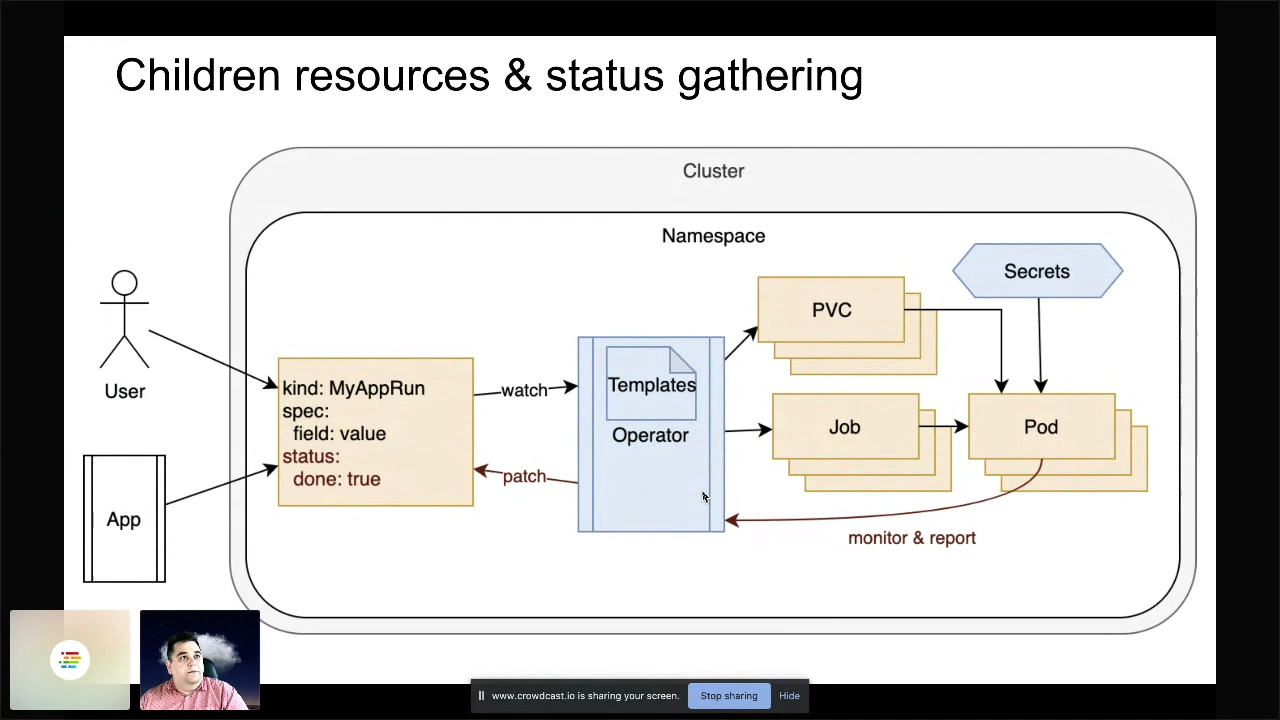 Children resources & status gathering
Cluster
Namespace
Secrets
PVC
User
kind: MyAppRun
spec:
field: value
status:
done: true
watch
Templates
Operator
patch
Job
Pod
App
monitor & report
www.crowdcast.io is sharing your screen.
Stop sharing
Hide